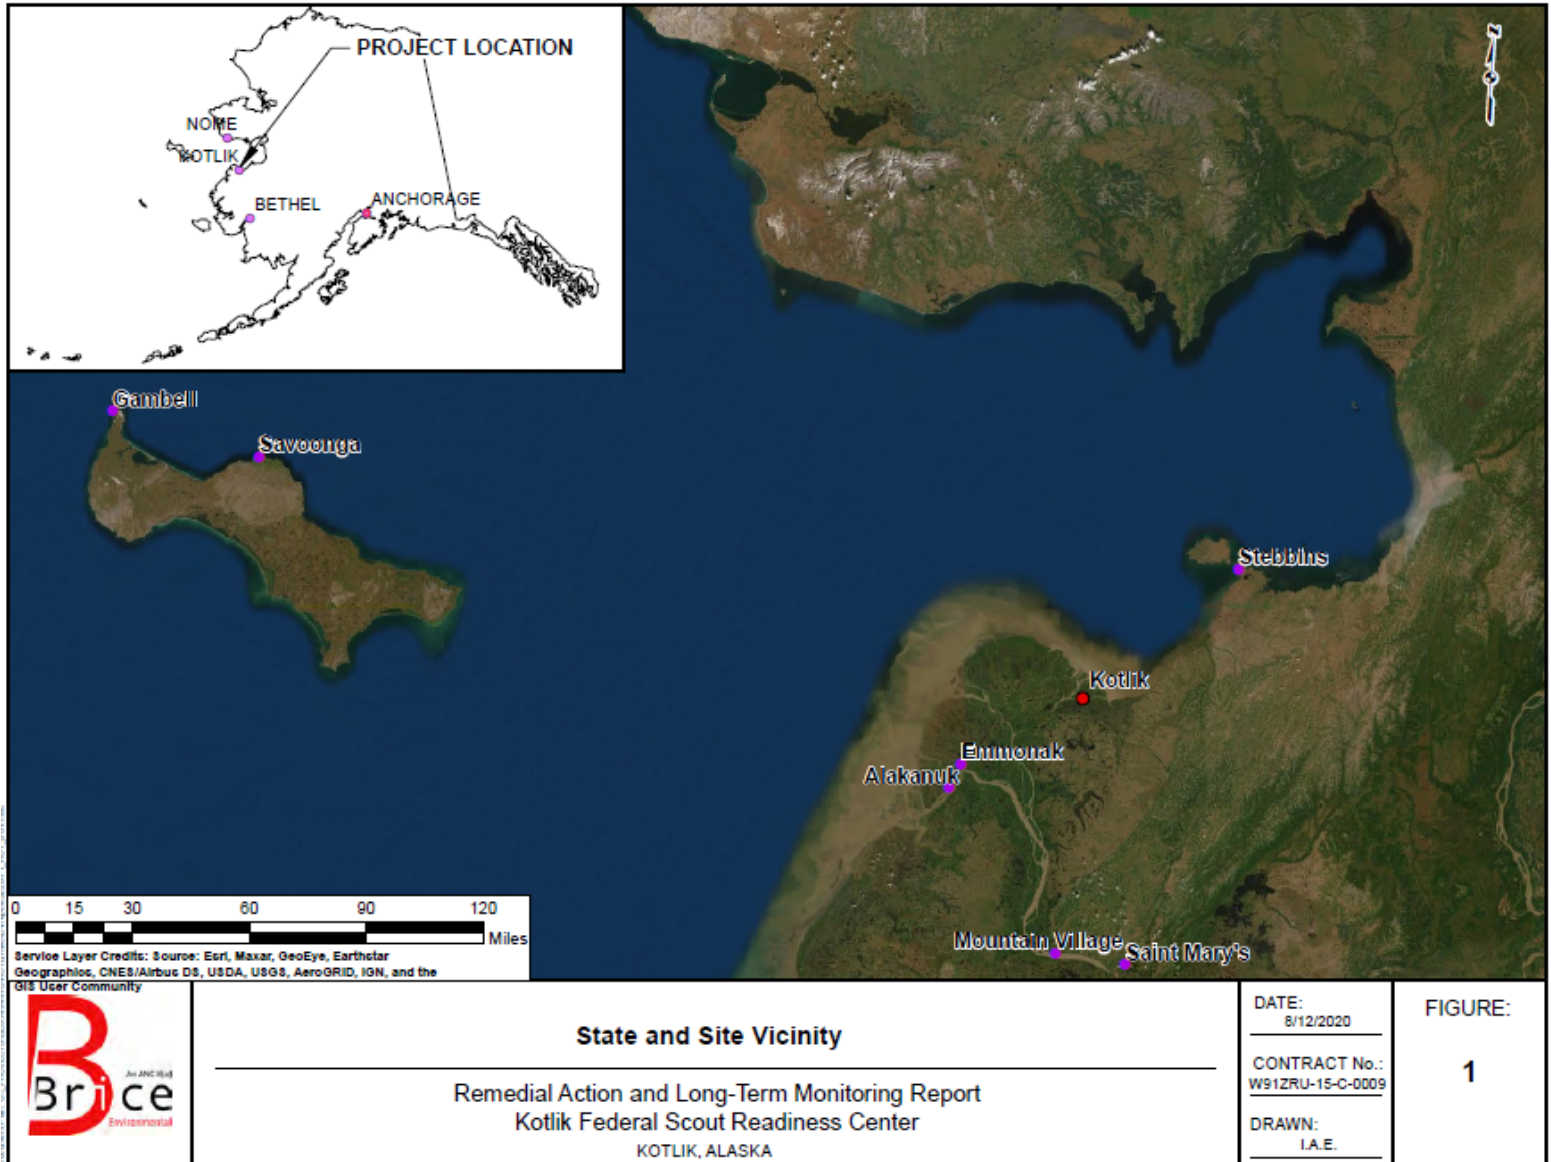 PROJECT LOCATION
NOME
KOTLIK
BETHEL
ANCHORAGE
N
Gambell
Savoonga
Stebbins
Kotlik
Emmonak
Alakanuk
Mountain Village
Saint Mary's
0 15 30 60 90 120
Miles
Service Layer Credits: Source: Esri, Maxar, GeoEye, Earthstar
Geographics, CNES/Airbus DS, USDA, USGS, AeroGRID, IGN, and the
GIS User Community
Brice
Environmental
State and Site Vicinity
Remedial Action and Long-Term Monitoring Report
Kotlik Federal Scout Readiness Center
KOTLIK, ALASKA
DATE:
8/12/2020
CONTRACT No.:
W91ZRU-15-C-0009
DRAWN:
I.A.E.
FIGURE:
1